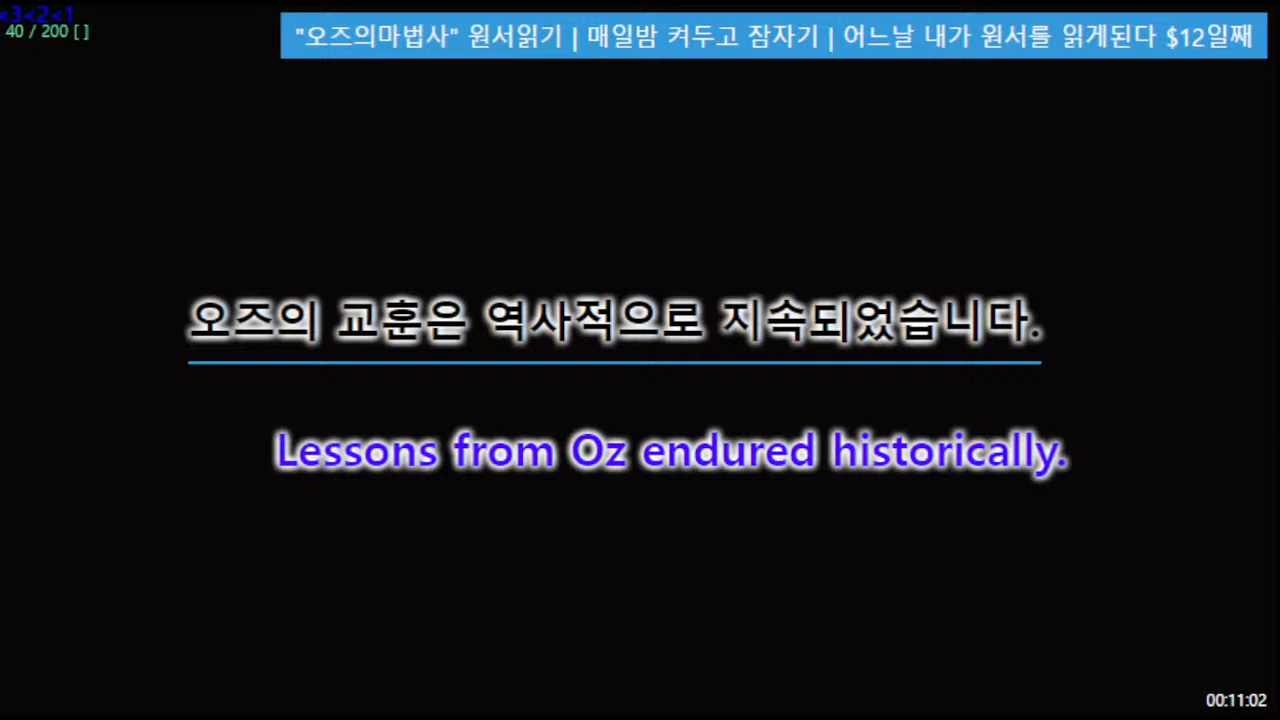 <3<2<1
40 / 200 [ ]
"오즈의마법사" 원서읽기 | 매일밤 켜두고 잠자기 | 어느날 내가 원서를 읽게된다 $12일째
오즈의 교훈은 역사적으로 지속되었습니다.
Lessons from Oz endured historically.
00:11:02